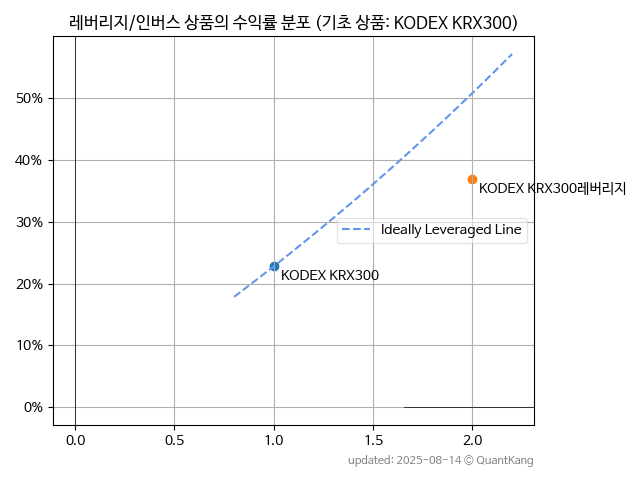 레버리지/인버스 상품의 수익률 분포 (기초 상품: KODEX KRX300)
50%
40%
KODEX KRX300레버리지
30%
Ideally Leveraged Line
KODEX KRX300
20%
10%
0%
0.0 0.5 1.0 1.5 2.0
updated: 2025-08-14 © QuantKang